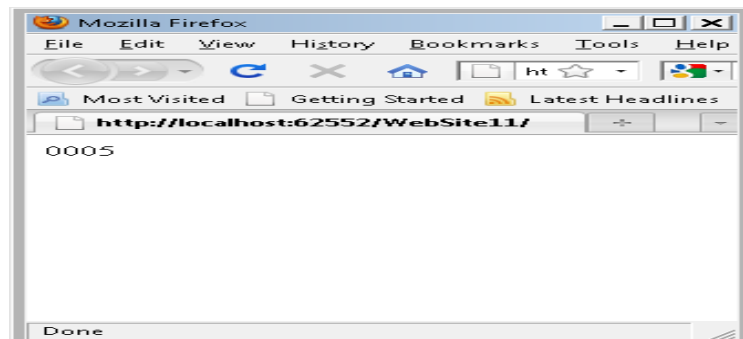 Mozilla Firefox
File Edit View History Bookmarks Tools Help
ht
Most Visited Getting Started Latest Headlines
http://localhost:62552/WebSite11/
0005
Done